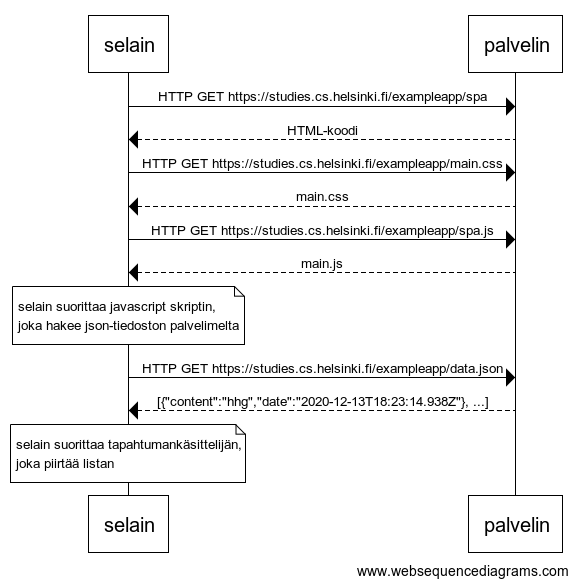 selain palvelin
HTTP GET https://studies.cs.helsinki.fi/exampleapp/spa
HTML-koodi
HTTP GET https://studies.cs.helsinki.fi/exampleapp/main.css
main.css
HTTP GET https://studies.cs.helsinki.fi/exampleapp/spa.js
main.js
selain suorittaa javascript skriptin,
joka hakee json-tiedoston palvelimelta
HTTP GET https://studies.cs.helsinki.fi/exampleapp/data.json
[{"content":"hhg","date":"2020-12-13T18:23:14.938Z"}, ...]
selain suorittaa tapahtumankäsittelijän,
joka piirtää listan
selain palvelin
www.websequencediagrams.com